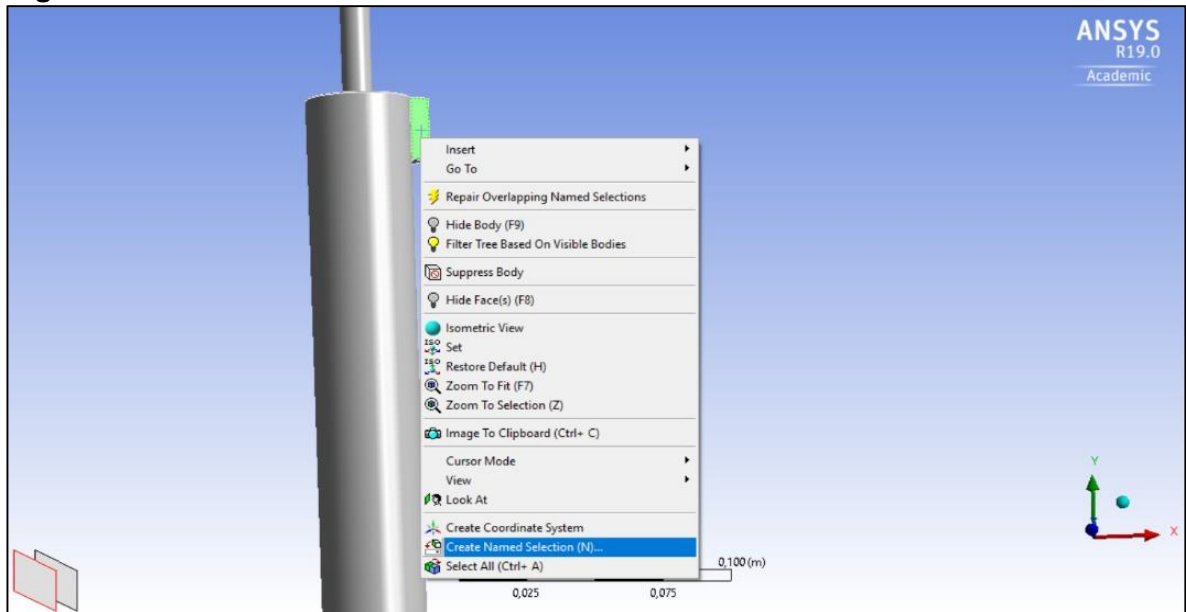 ANSYS
R19.0
Academic
Insert
Go To
Repair Overlapping Named Selections
Hide Body (F9)
Filter Tree Based On Visible Bodies
Suppress Body
Hide Face(s) (F8)
Isometric View
ISO Set
ISO Restore Default (H)
Zoom To Fit (F7)
Zoom To Selection (Z)
Image To Clipboard (Ctrl+ C)
Cursor Mode
View
Look At
Create Coordinate System
Create Named Selection (N)...
Select All (Ctrl+ A)
0,100 (m)
0,025 0,075
Y
X